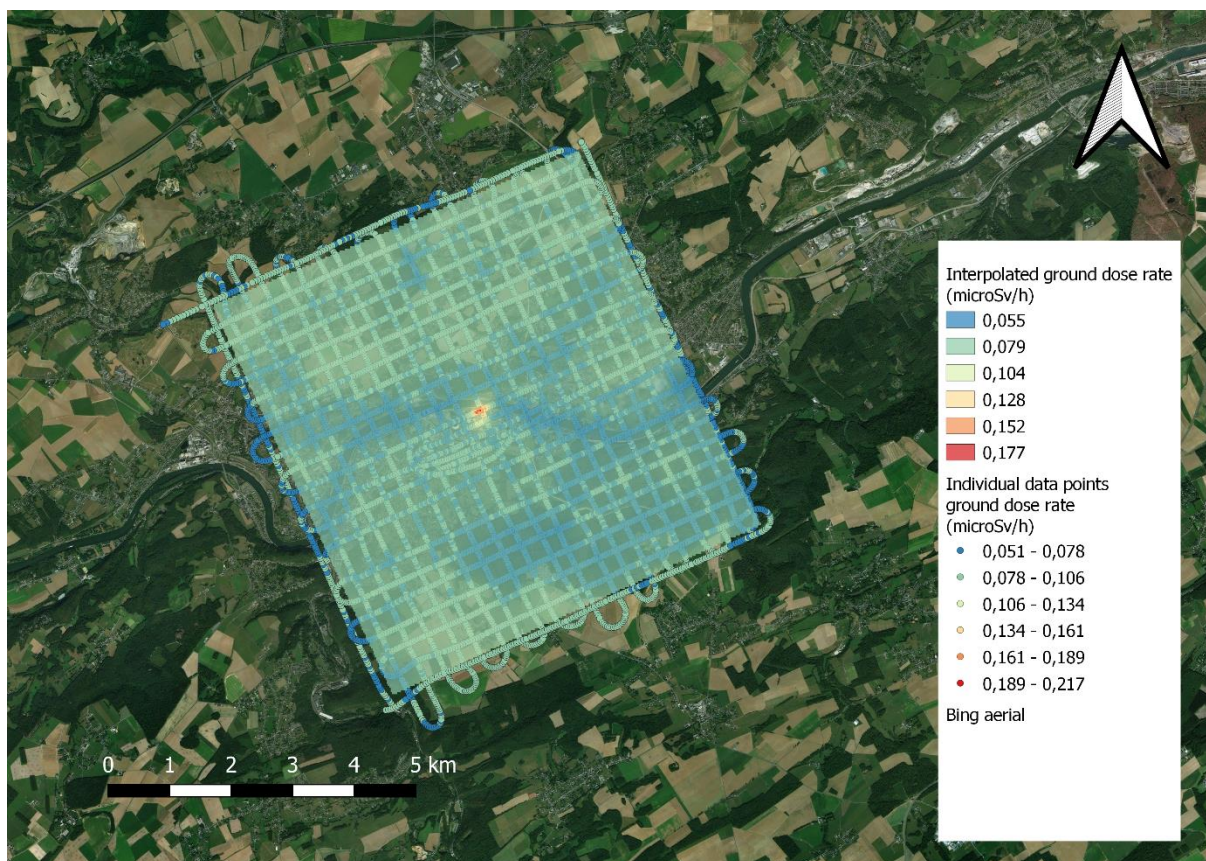 Interpolated ground dose rate
(microSv/h)
0,055
0,079
0,104
0,128
0,152
0,177
Individual data points
ground dose rate
(microSv/h)
0,051 - 0,078
0,078 - 0,106
0,106 - 0,134
0,134 - 0,161
0,161 - 0,189
0,189 - 0,217
Bing aerial
0 1 2 3 4 5 km